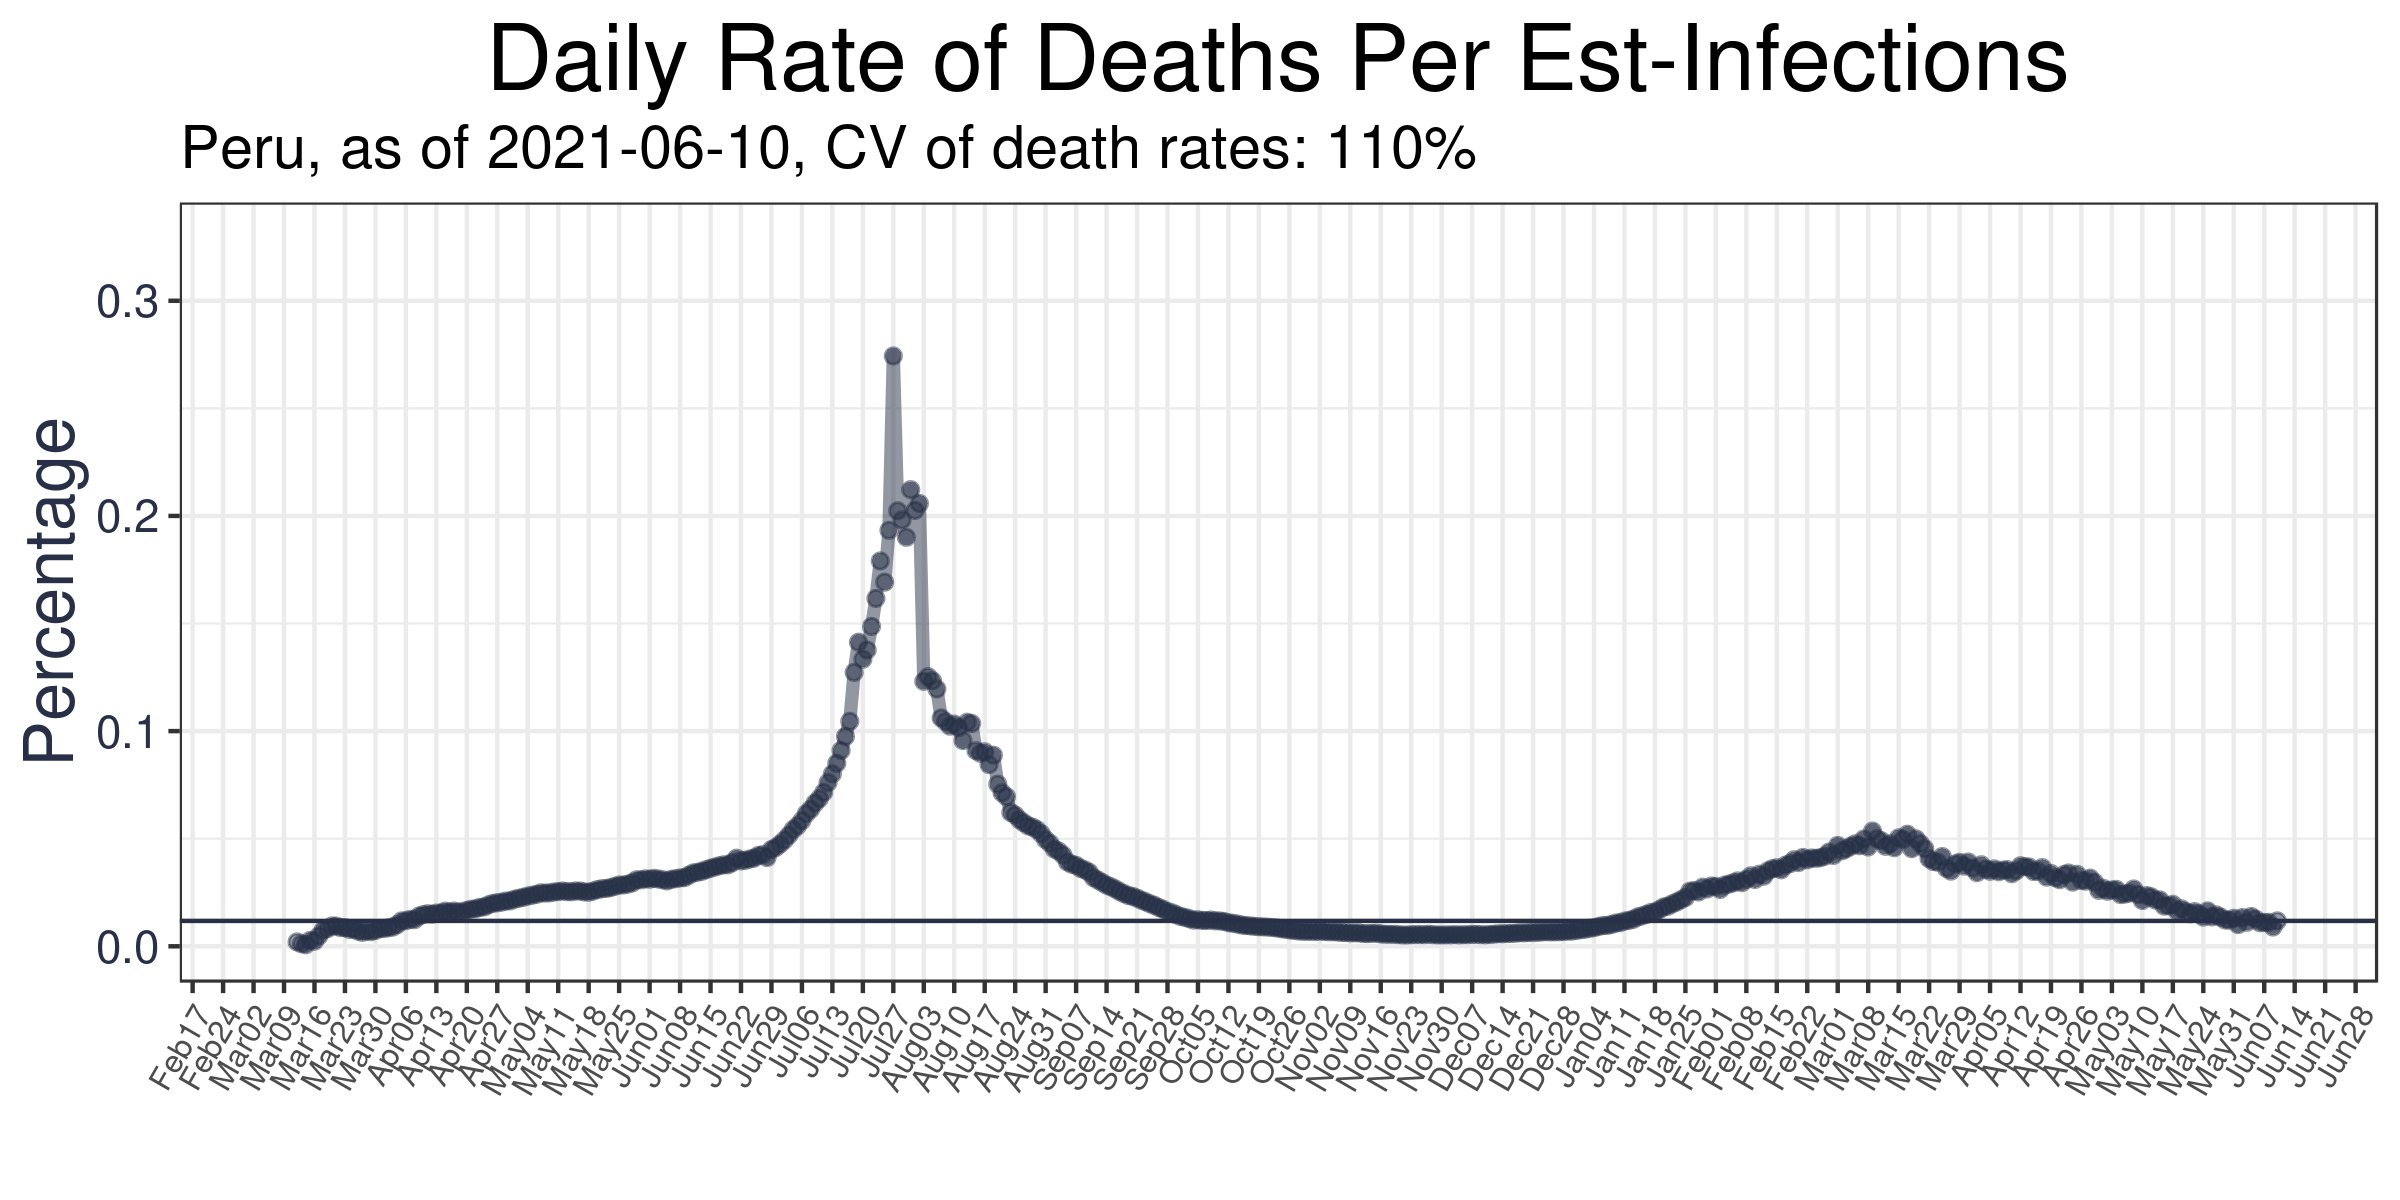 Daily Rate of Deaths Per Est-Infections
Peru, as of 2021-06-10, CV of death rates: 110%
Percentage
0.3
0.2
0.1
0.0
Feb17
Feb24
Mar02
Mar09
Mar16
Mar23
Mar30
Apr06
Apr13
Apr20
Apr27
May04
May11
May18
May25
Jun01
Jun08
Jun15
Jun22
Jun29
Jul06
Jul13
Jul20
Jul27
Aug03
Aug10
Aug17
Aug24
Aug31
Sep07
Sep14
Sep21
Sep28
Oct05
Oct12
Oct19
Oct26
Nov02
Nov09
Nov16
Nov23
Nov30
Dec07
Dec14
Dec21
Dec28
Jan04
Jan11
Jan18
Jan25
Feb01
Feb08
Feb15
Feb22
Mar01
Mar08
Mar15
Mar22
Mar29
Apr05
Apr12
Apr19
Apr26
May03
May10
May17
May24
May31
Jun07
Jun14
Jun21
Jun28